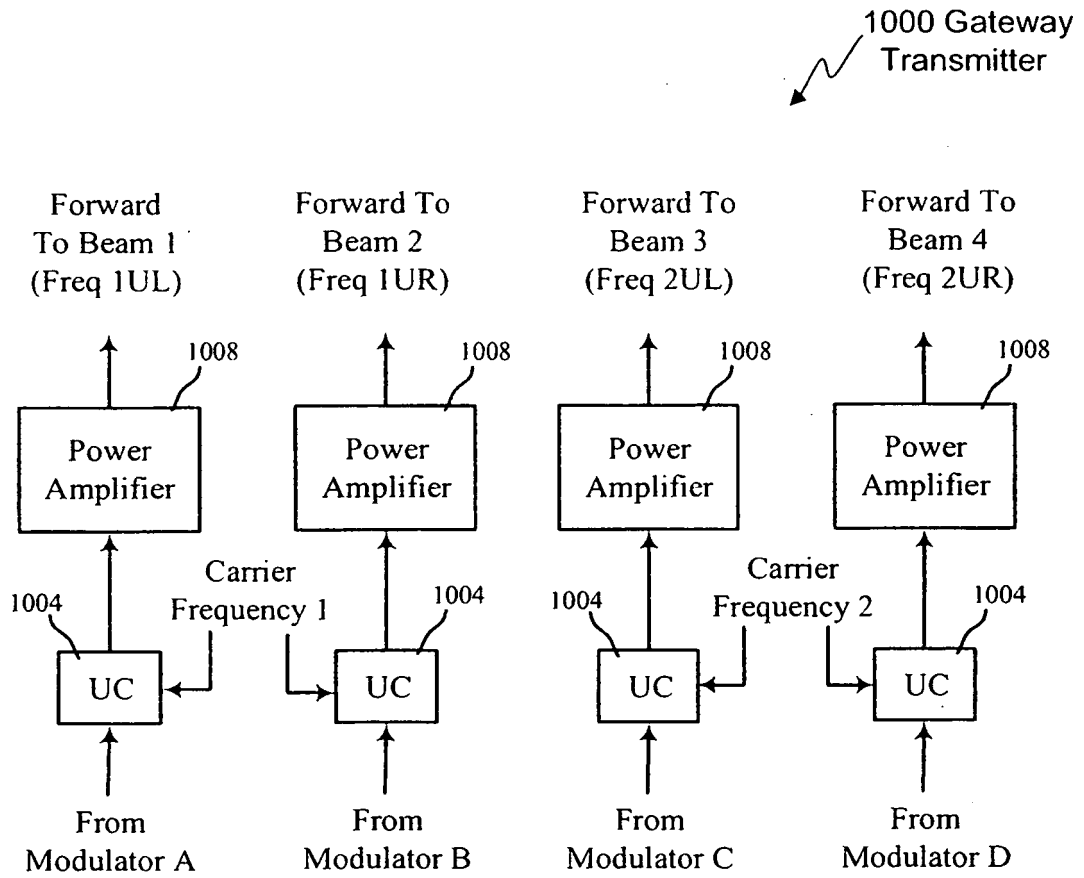 1000 Gateway
Transmitter
Forward
To Beam 1
(Freq 1UL)
Forward To
Beam 2
(Freq 1UR)
Forward To
Beam 3
(Freq 2UL)
Forward To
Beam 4
(Freq 2UR)
1008
1008
1008
1008
Power
Amplifier
Power
Amplifier
Power
Amplifier
Power
Amplifier
Carrier
Frequency 1
Carrier
Frequency 2
1004
1004
1004
1004
UC
UC
UC
UC
From
Modulator A
From
Modulator B
From
Modulator C
From
Modulator D